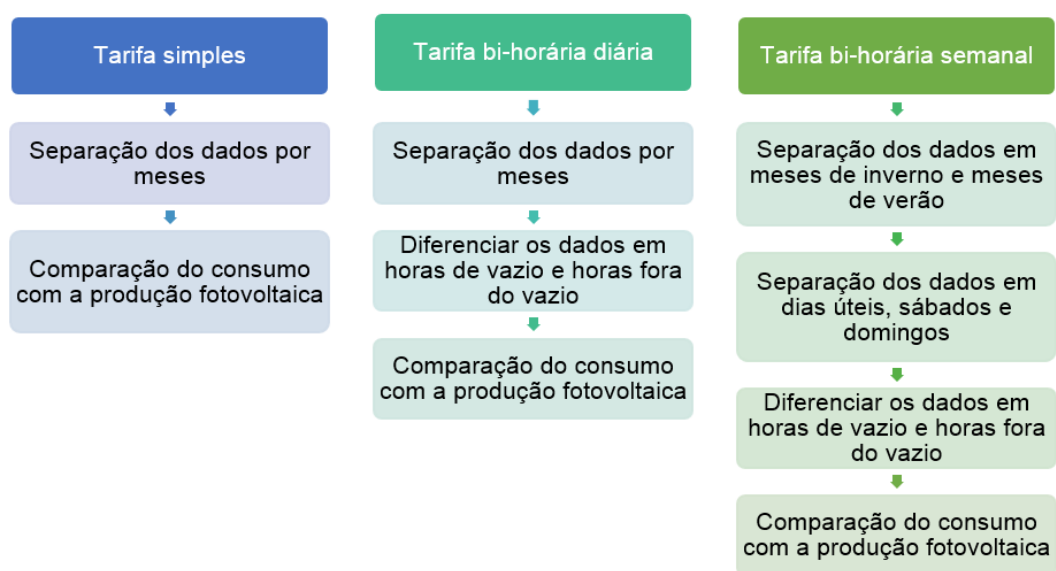 Tarifa simples
Separação dos dados por
meses
Comparação do consumo
com a produção fotovoltaica
Tarifa bi-horária diária
Separação dos dados por
meses
Diferenciar os dados em
horas de vazio e horas fora
do vazio
Comparação do consumo
com a produção fotovoltaica
Tarifa bi-horária semanal
Separação dos dados em
meses de inverno e meses
de verão
Separação dos dados em
dias úteis, sábados e
domingos
Diferenciar os dados em
horas de vazio e horas fora
do vazio
Comparação do consumo
com a produção fotovoltaica